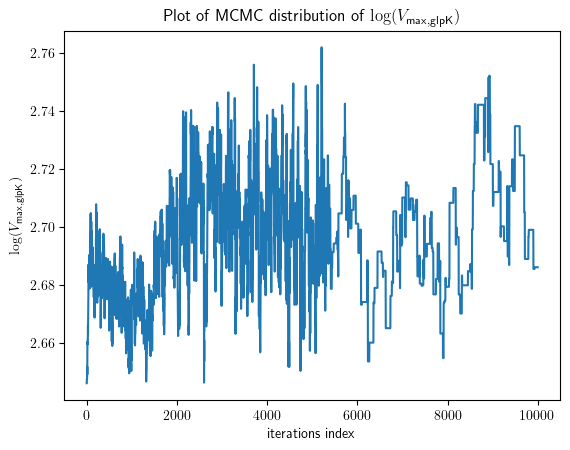 Plot of MCMC distribution of log(V_max,glpK)
log(V_max,glpK)
2.76
2.74
2.72
2.70
2.68
2.66
0 2000 4000 6000 8000 10000
iterations index